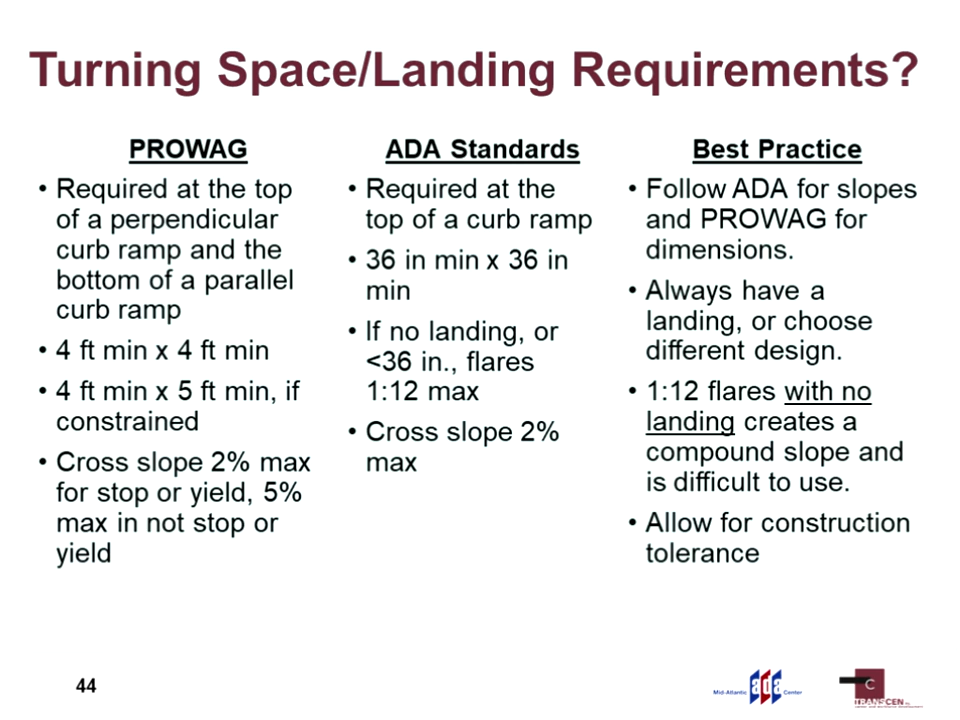 Turning Space/Landing Requirements?
PROWAG
• Required at the top
of a perpendicular
curb ramp and the
bottom of a parallel
curb ramp
• 4 ft min x 4 ft min
• 4 ft min x 5 ft min, if
constrained
• Cross slope 2% max
for stop or yield, 5%
max in not stop or
yield
ADA Standards
• Required at the
top of a curb ramp
• 36 in min x 36 in
min
• If no landing, or
<36 in., flares
1:12 max
• Cross slope 2%
max
Best Practice
• Follow ADA for slopes
and PROWAG for
dimensions.
• Always have a
landing, or choose
different design.
• 1:12 flares with no
landing creates a
compound slope and
is difficult to use.
• Allow for construction
tolerance
44
Mid-Atlantic ada Center
C
TRANSCEN